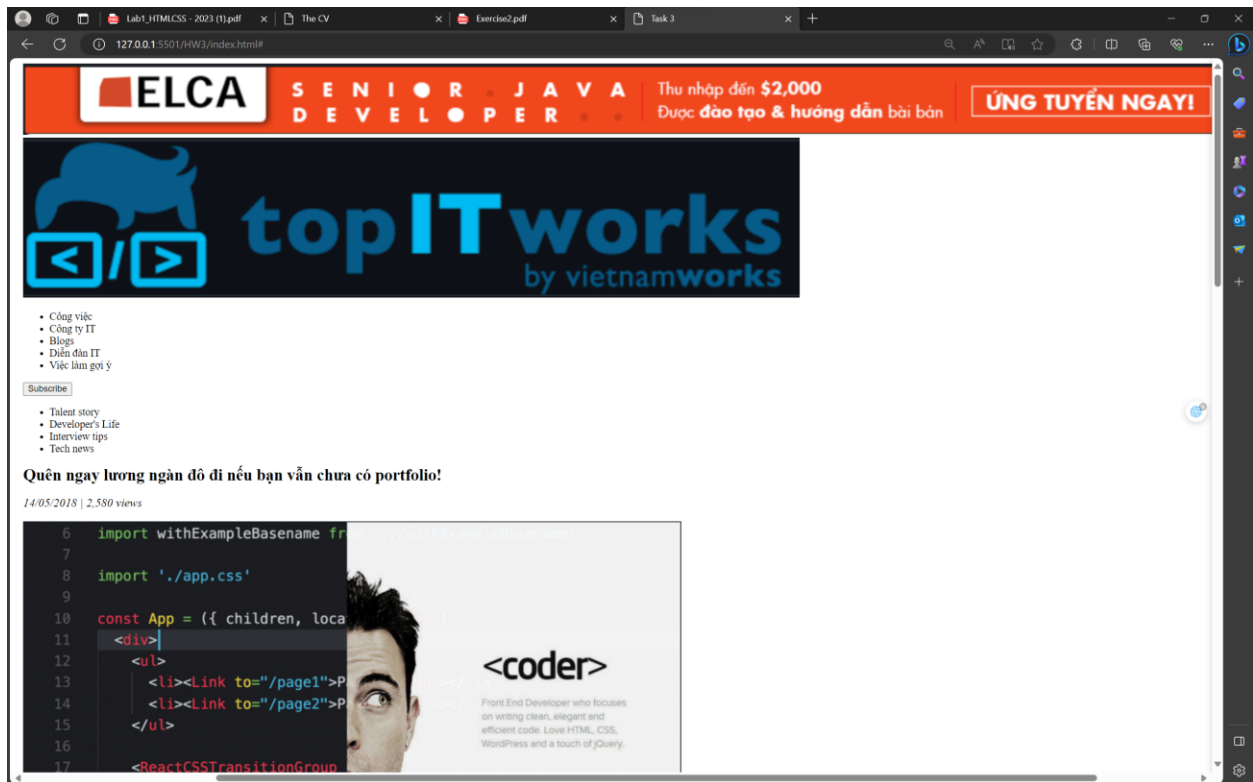 Lab1_HTMLCSS - 2023 (1).pdf
The CV
Exercise2.pdf
Task 3
127.0.0.1:5501/HW3/index.html#
ELCA
SENIOR JAVA
DEVELOPER
Thu nhập đến $2,000
Được đào tạo & hướng dẫn bài bản
ỨNG TUYỂN NGAY!
</>
topITworks
by vietnamworks
Công việc
Công ty IT
Blogs
Diễn đàn IT
Việc làm gợi ý
Subscribe
Talent story
Developer's Life
Interview tips
Tech news
Quên ngay lương ngàn đô đi nếu bạn vẫn chưa có portfolio!
14/05/2018 | 2,580 views
6 import withExampleBasename fr
7
8 import './app.css'
9
10 const App = ({ children, loca
11 <div>
12 <ul>
13 <li><Link to="/page1">P
14 <li><Link to="/page2">P
15 </ul>
16
17 <ReactCSSTransitionGroup
<coder>
Front End Developer who focuses
on writing clean, elegant and
efficient code. Love HTML, CSS,
WordPress and a touch of jQuery.